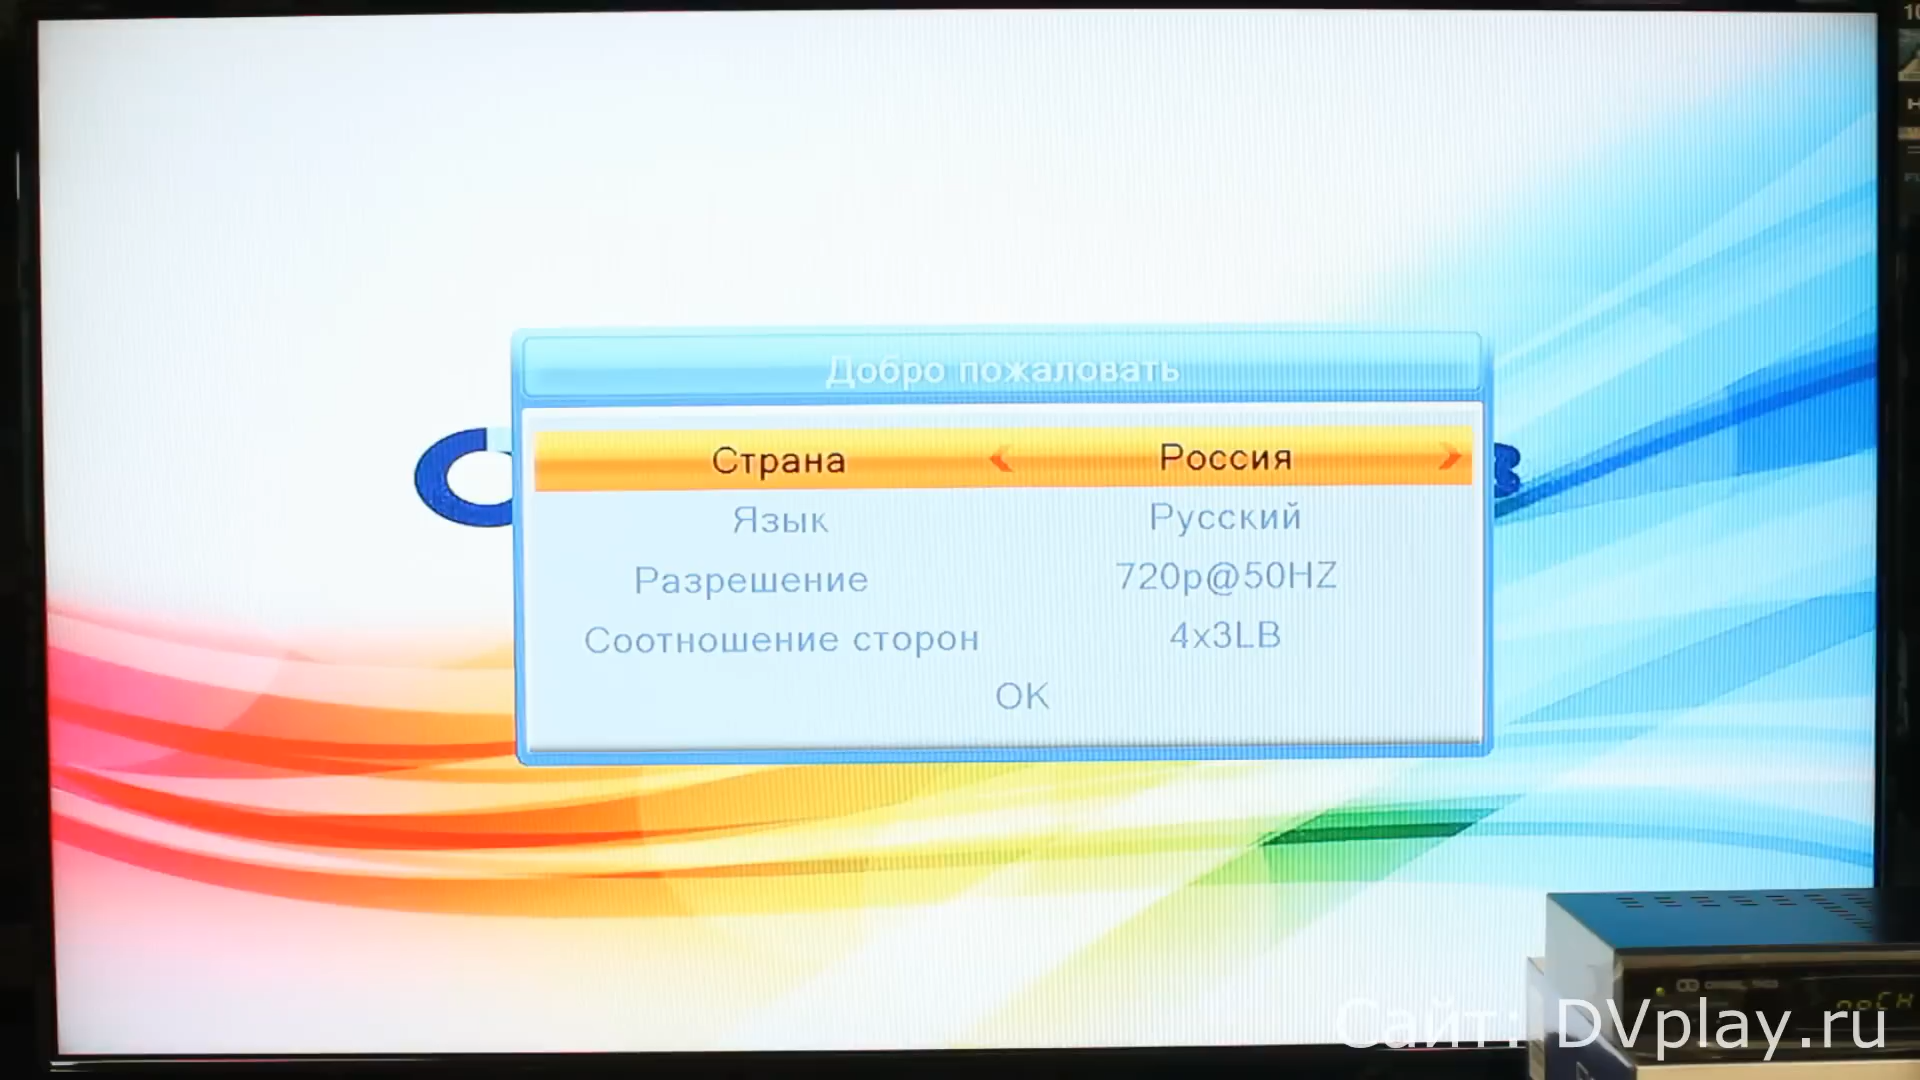 Добро пожаловать
Страна Россия
Язык Русский
Разрешение 720p@50HZ
Соотношение сторон 4x3LB
OK
Сайт: DVplay.ru